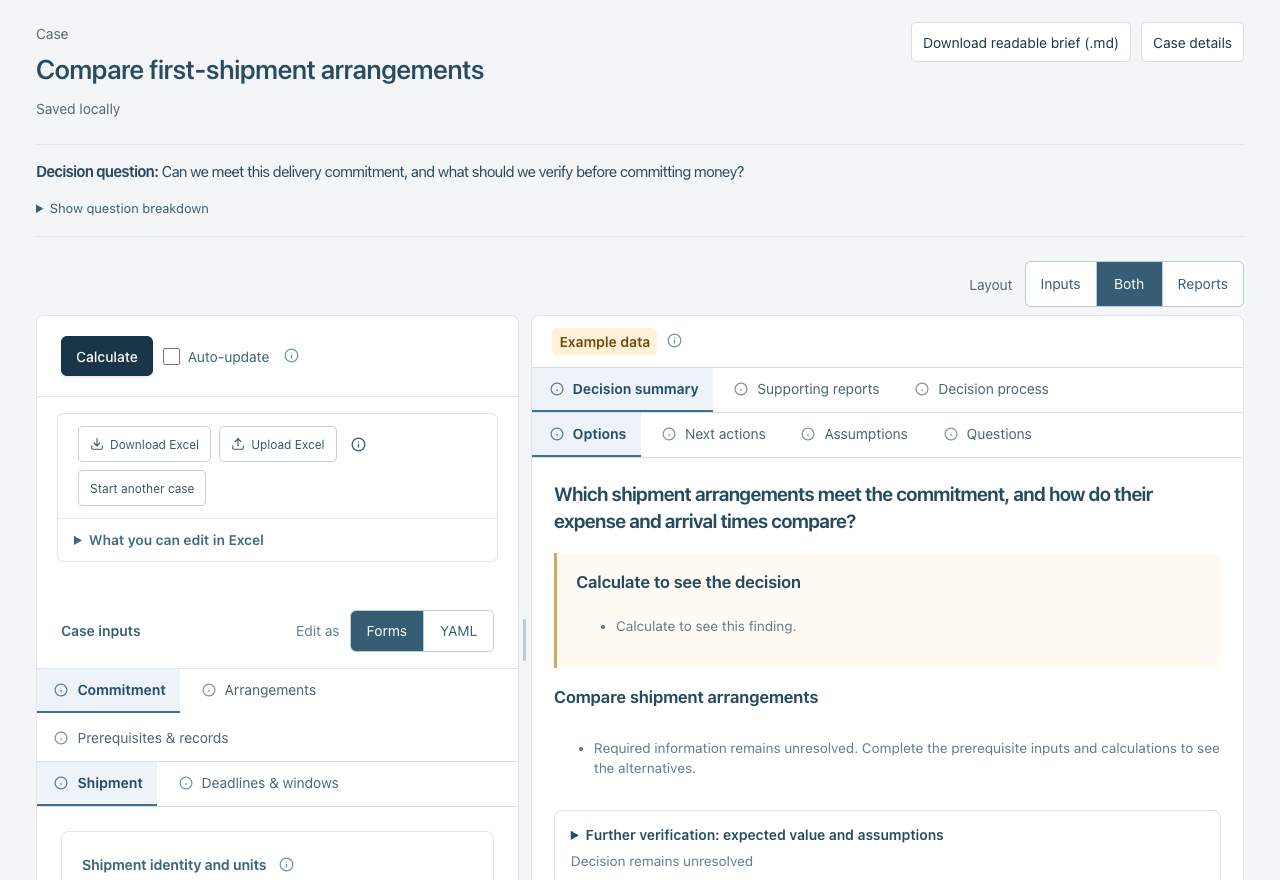 Case
Download readable brief (.md)
Case details
Compare first-shipment arrangements
Saved locally
Decision question: Can we meet this delivery commitment, and what should we verify before committing money?
Show question breakdown
Layout
Inputs
Both
Reports
Calculate
Auto-update
Download Excel
Upload Excel
Start another case
What you can edit in Excel
Case inputs
Edit as
Forms
YAML
Commitment
Arrangements
Prerequisites & records
Shipment
Deadlines & windows
Shipment identity and units
Example data
Decision summary
Supporting reports
Decision process
Options
Next actions
Assumptions
Questions
Which shipment arrangements meet the commitment, and how do their
expense and arrival times compare?
Calculate to see the decision
Calculate to see this finding.
Compare shipment arrangements
Required information remains unresolved. Complete the prerequisite inputs and calculations to see
the alternatives.
Further verification: expected value and assumptions
Decision remains unresolved